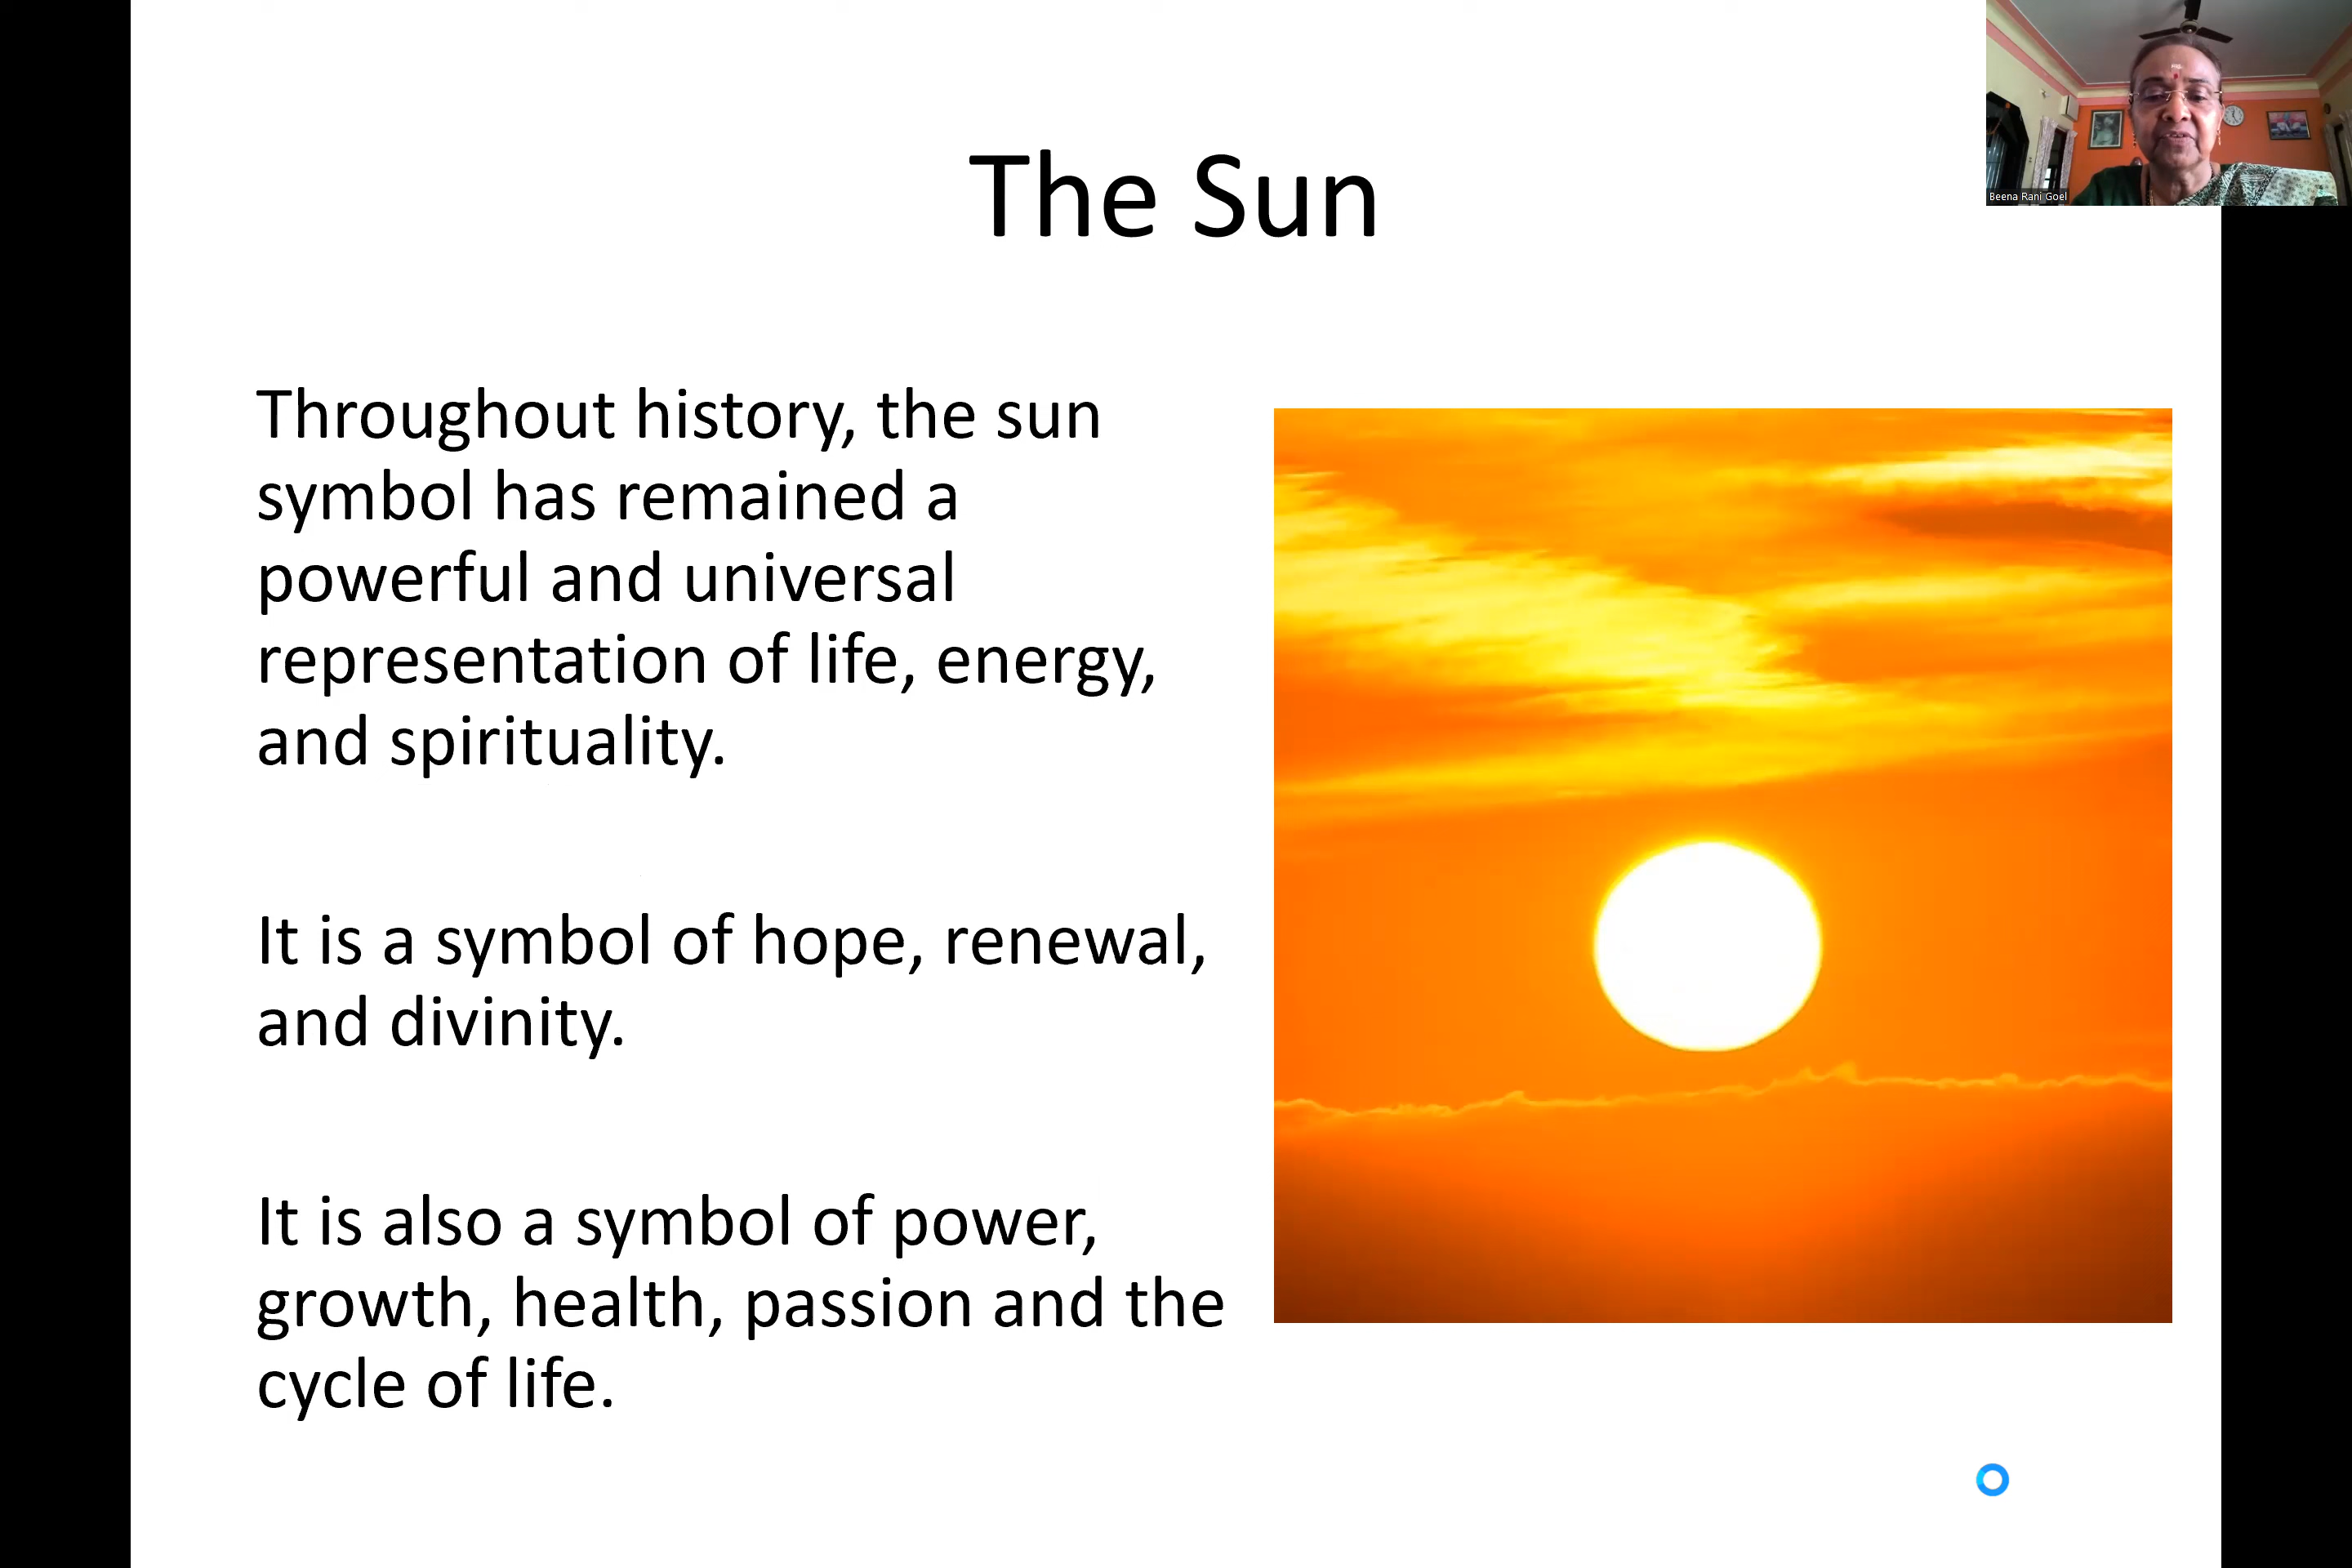 The Sun
Beena Rani Goel
Throughout history, the sun
symbol has remained a
powerful and universal
representation of life, energy,
and spirituality.
It is a symbol of hope, renewal,
and divinity.
It is also a symbol of power,
growth, health, passion and the
cycle of life.